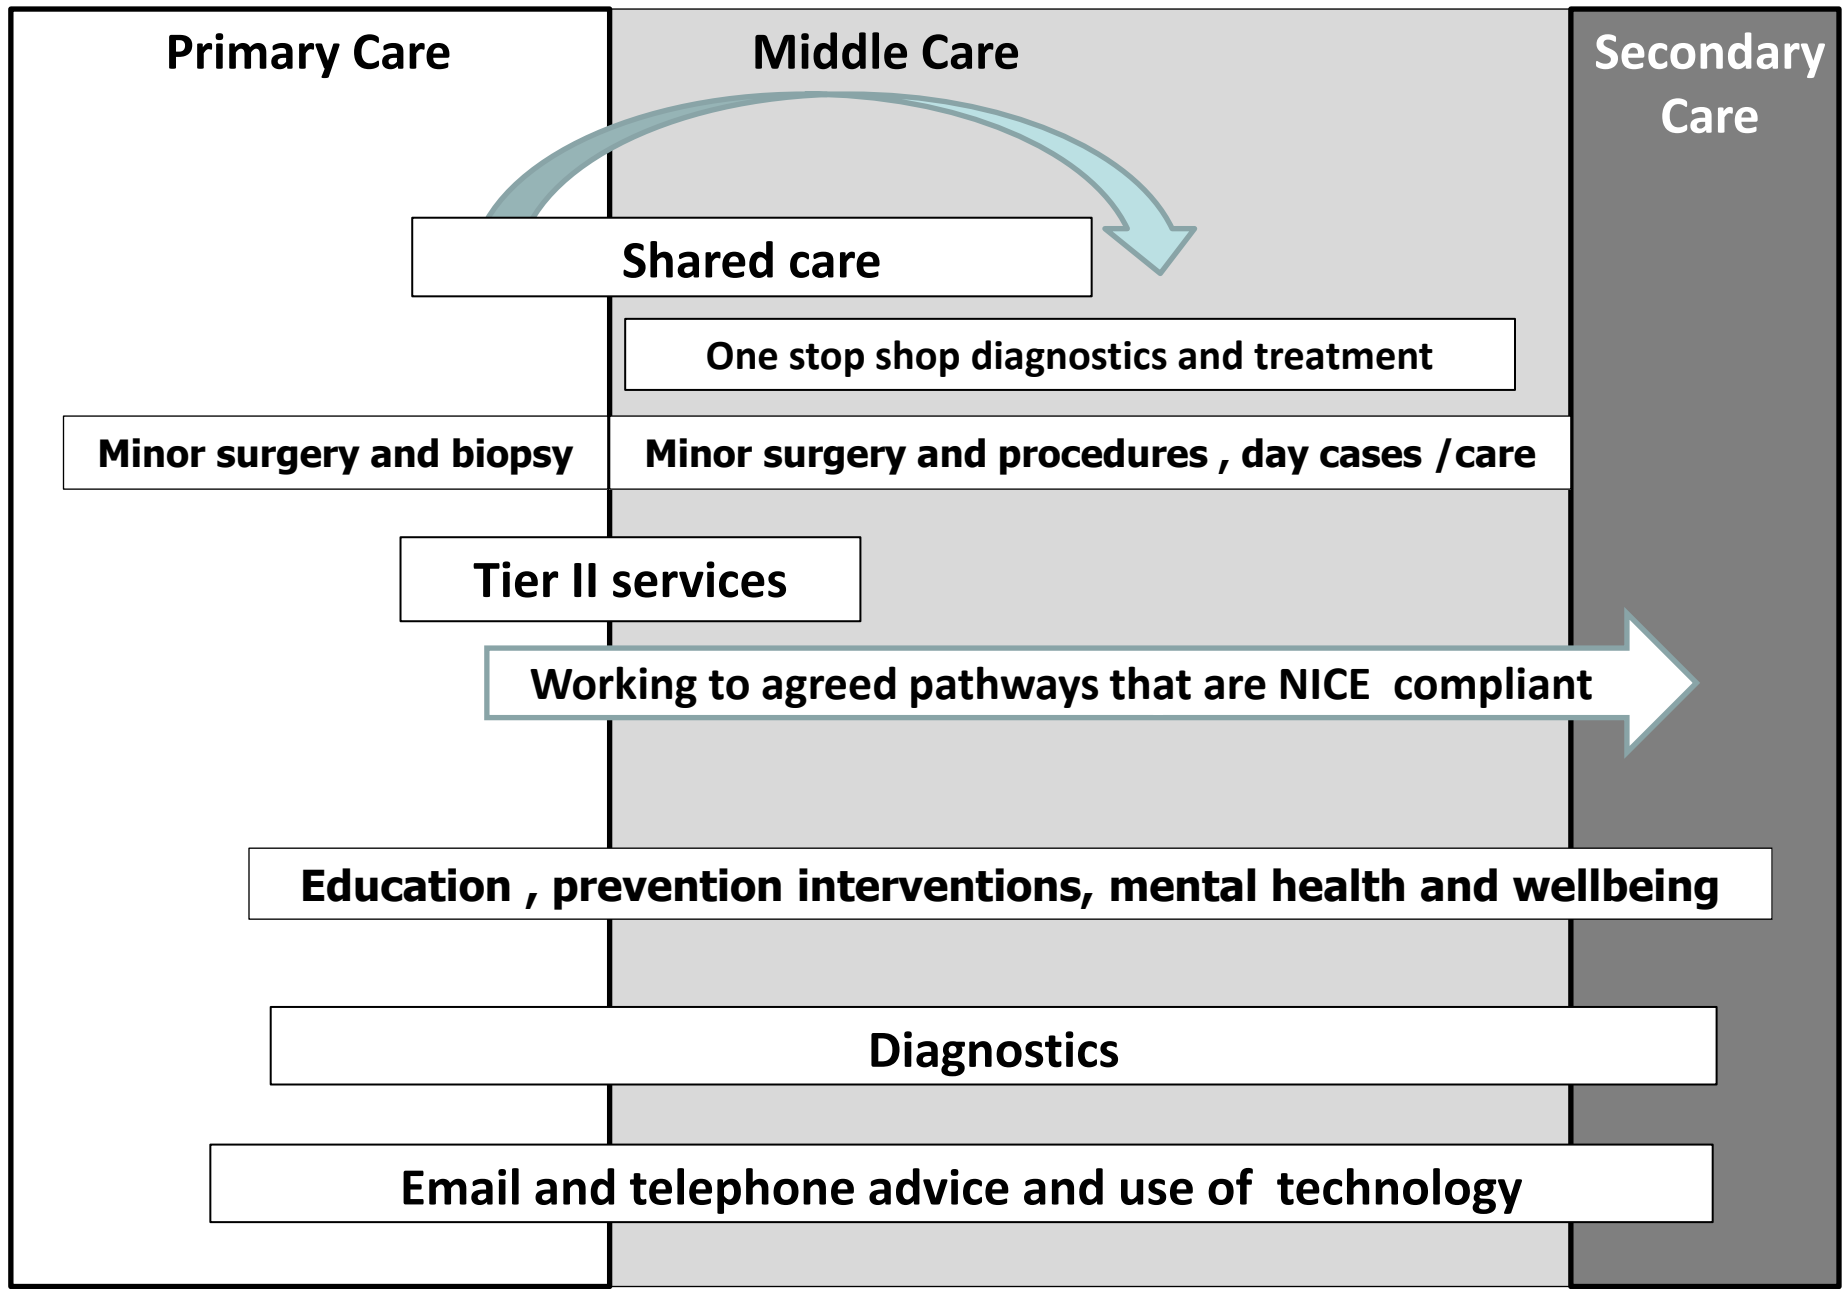 Primary Care
Middle Care
Secondary
Care
Shared care
One stop shop diagnostics and treatment
Minor surgery and biopsy
Minor surgery and procedures , day cases /care
Tier II services
Working to agreed pathways that are NICE  compliant
Education , prevention interventions, mental health and wellbeing
Diagnostics
Email and telephone advice and use of  technology